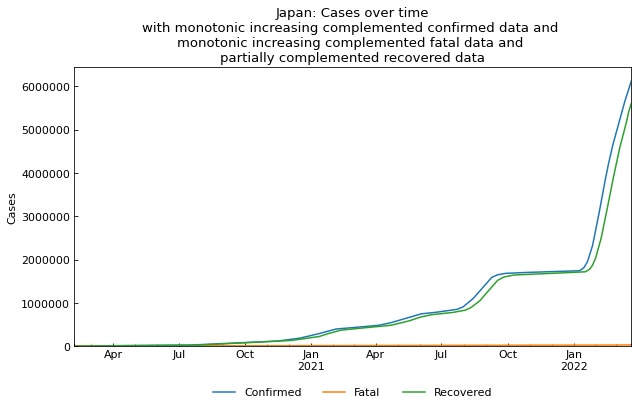 Japan: Cases over time
with monotonic increasing complemented confirmed data and
monotonic increasing complemented fatal data and
partially complemented recovered data
6000000
5000000
4000000
3000000
2000000
1000000
0
Cases
Apr Jul Oct Jan Apr Jul Oct Jan
2021 2022
Confirmed Fatal Recovered